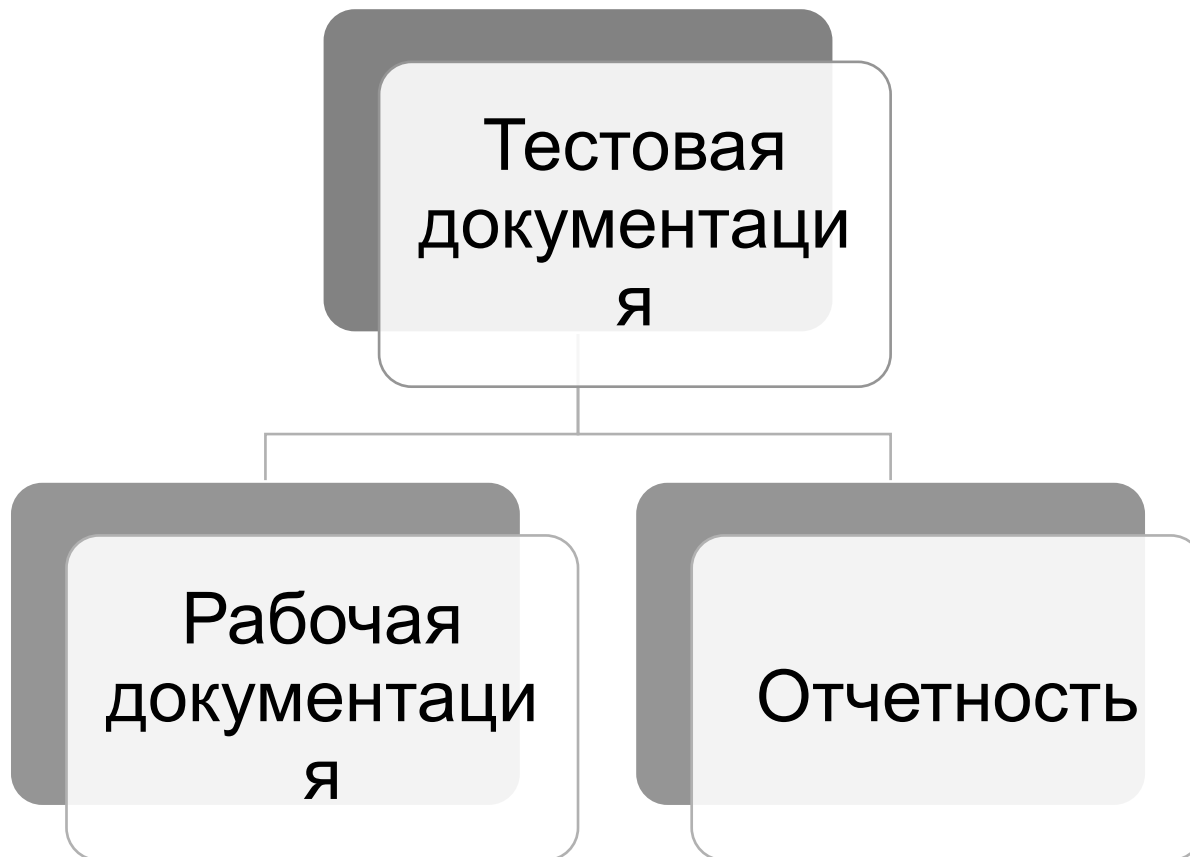 Тестовая
документаци
я
Рабочая
документаци
я
Отчетность